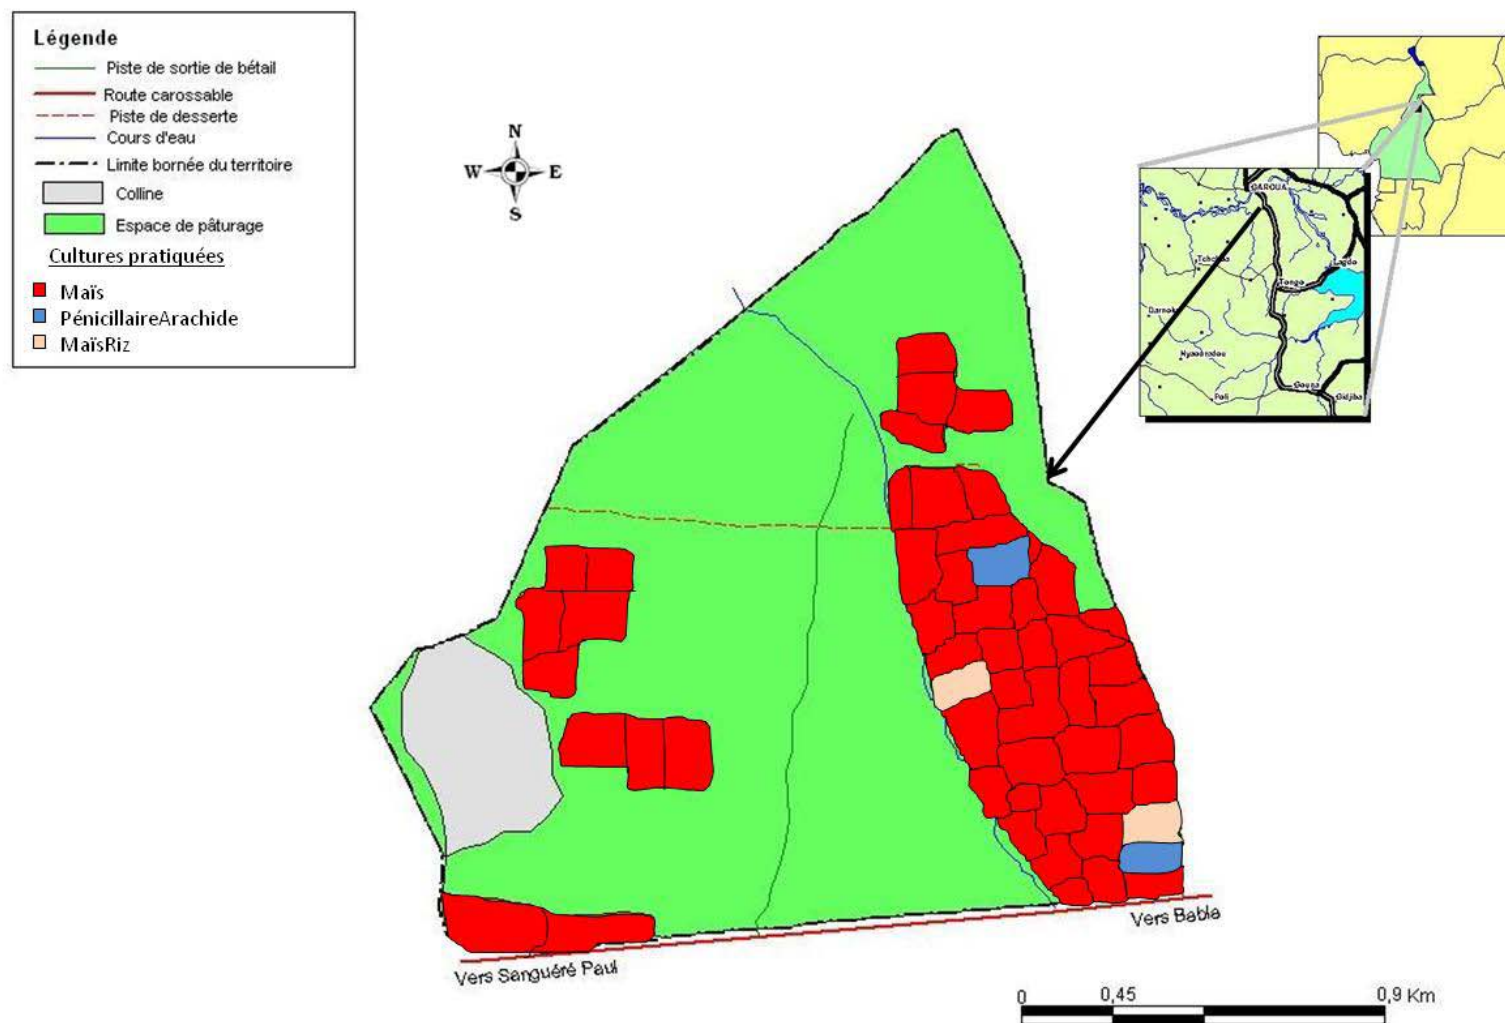 Légende
Piste de sortie de bétail
Route carossable
Piste de desserte
Cours d'eau
Limite bornée du territoire
Colline
Espace de pâturage
Cultures pratiquées
Maïs
PénicillaireArachide
MaïsRiz
N
W E
S
GAROUA
Lagdo
Tongo
Poli
Vers Babla
Vers Sanguéré Paul
0 0,45 0,9 Km